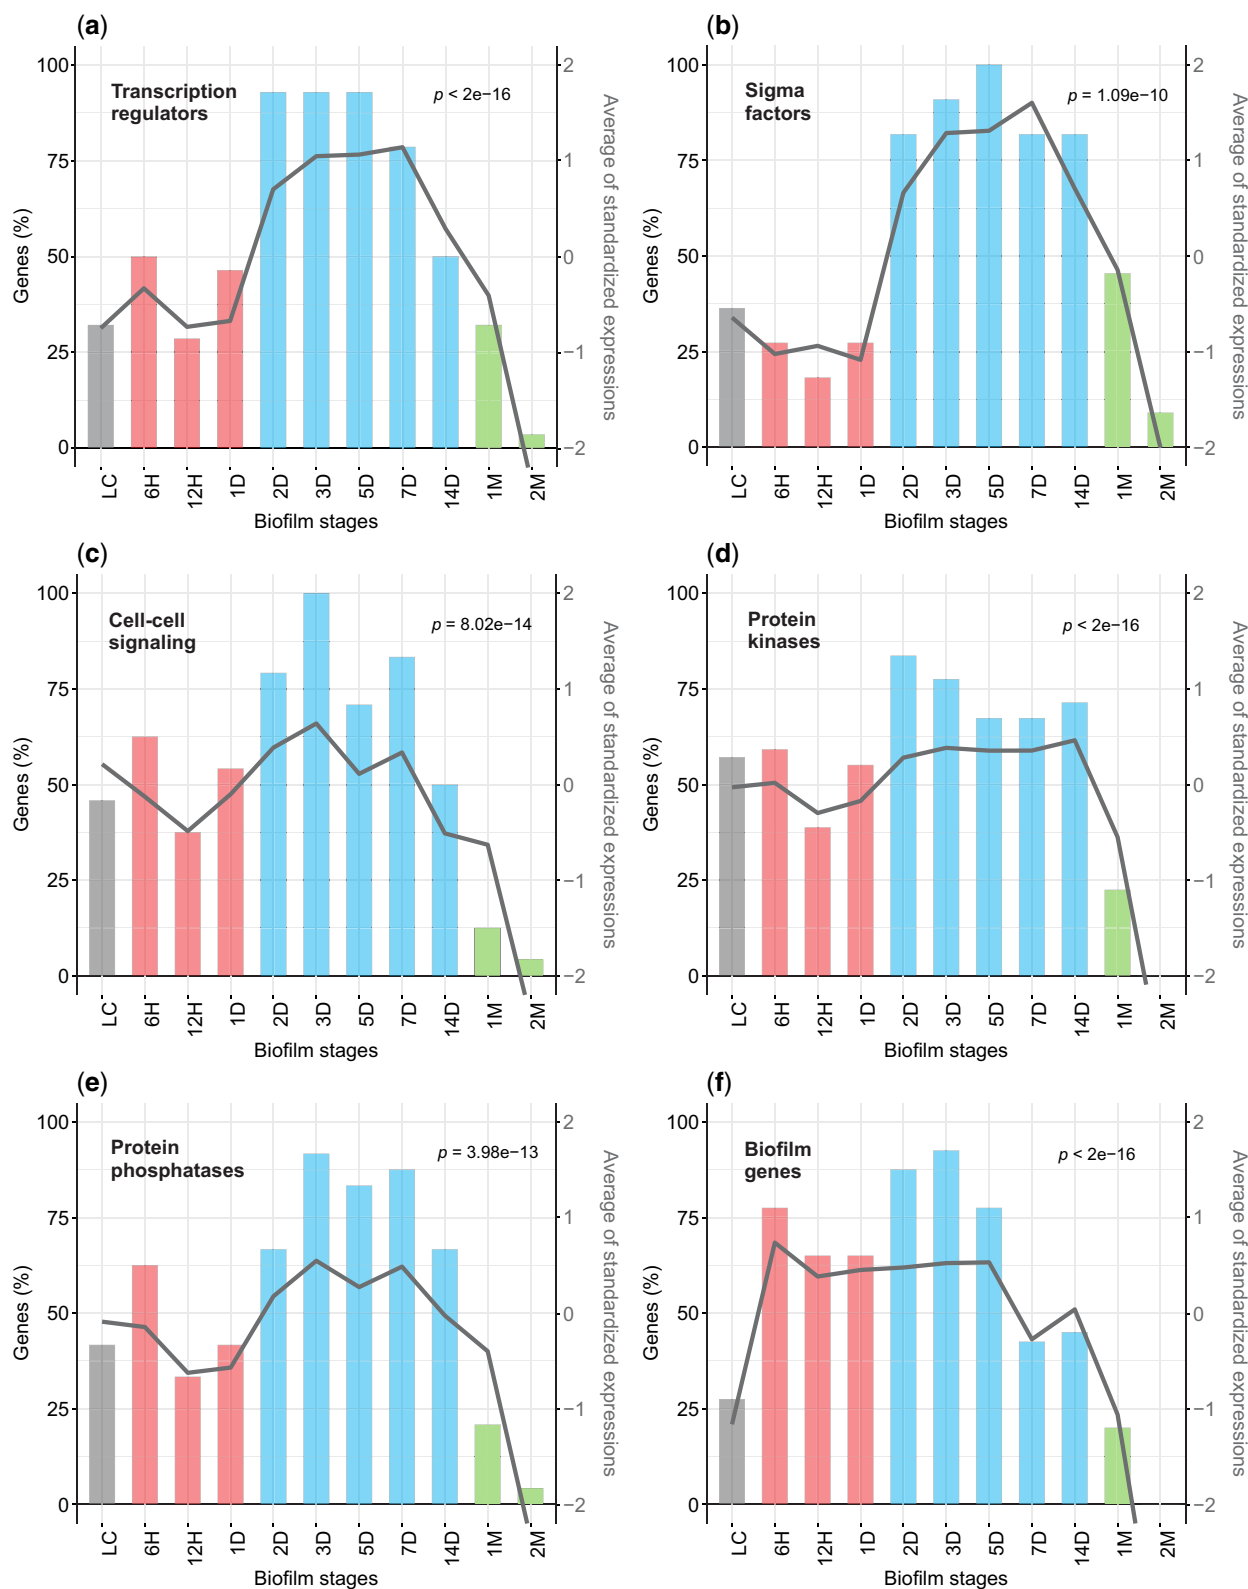 (a)
Transcription
regulators
p < 2e−16
100
75
50
25
0
Genes (%)
2
1
0
−1
−2
Average of standardized expressions
LC
6H
12H
1D
2D
3D
5D
7D
14D
1M
2M
Biofilm stages
(b)
Sigma
factors
p = 1.09e−10
100
75
50
25
0
Genes (%)
2
1
0
−1
−2
Average of standardized expressions
LC
6H
12H
1D
2D
3D
5D
7D
14D
1M
2M
Biofilm stages
(c)
Cell-cell
signaling
p = 8.02e−14
100
75
50
25
0
Genes (%)
2
1
0
−1
−2
Average of standardized expressions
LC
6H
12H
1D
2D
3D
5D
7D
14D
1M
2M
Biofilm stages
(d)
Protein
kinases
p < 2e−16
100
75
50
25
0
Genes (%)
2
1
0
−1
−2
Average of standardized expressions
LC
6H
12H
1D
2D
3D
5D
7D
14D
1M
2M
Biofilm stages
(e)
Protein
phosphatases
p = 3.98e−13
100
75
50
25
0
Genes (%)
2
1
0
−1
−2
Average of standardized expressions
LC
6H
12H
1D
2D
3D
5D
7D
14D
1M
2M
Biofilm stages
(f)
Biofilm
genes
p < 2e−16
100
75
50
25
0
Genes (%)
2
1
0
−1
−2
Average of standardized expressions
LC
6H
12H
1D
2D
3D
5D
7D
14D
1M
2M
Biofilm stages